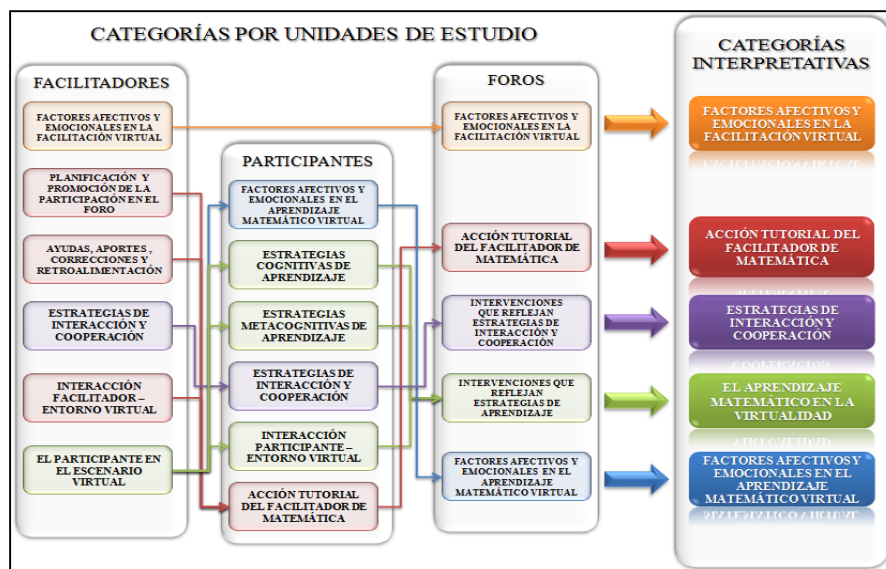 CATEGORÍAS POR UNIDADES DE ESTUDIO
FACILITADORES
FACTORES AFECTIVOS Y
EMOCIONALES EN LA
FACILITACIÓN VIRTUAL
PLANIFICACIÓN Y
PROMOCIÓN DE LA
PARTICIPACIÓN EN EL
FORO
AYUDAS, APORTES ,
CORRECCIONES Y
RETROALIMENTACIÓN
ESTRATEGIAS DE
INTERACCIÓN Y
COOPERACIÓN
INTERACCIÓN
FACILITADOR –
ENTORNO VIRTUAL
EL PARTICIPANTE EN
EL ESCENARIO
VIRTUAL
PARTICIPANTES
FACTORES AFECTIVOS Y
EMOCIONALES EN EL
APRENDIZAJE
MATEMÁTICO VIRTUAL
ESTRATEGIAS
COGNITIVAS DE
APRENDIZAJE
ESTRATEGIAS
METACOGNITIVAS DE
APRENDIZAJE
ESTRATEGIAS DE
INTERACCIÓN Y
COOPERACIÓN
INTERACCIÓN
PARTICIPANTE –
ENTORNO VIRTUAL
ACCIÓN TUTORIAL
DEL FACILITADOR DE
MATEMÁTICA
FOROS
FACTORES AFECTIVOS Y
EMOCIONALES EN LA
FACILITACIÓN VIRTUAL
ACCIÓN TUTORIAL
DEL FACILITADOR DE
MATEMÁTICA
INTERVENCIONES
QUE REFLEJAN
ESTRATEGIAS DE
INTERACCIÓN Y
COOPERACIÓN
INTERVENCIONES QUE
REFLEJAN
ESTRATEGIAS DE
APRENDIZAJE
FACTORES AFECTIVOS Y
EMOCIONALES EN EL
APRENDIZAJE
MATEMÁTICO VIRTUAL
CATEGORÍAS
INTERPRETATIVAS
FACTORES AFECTIVOS Y
EMOCIONALES EN LA
FACILITACIÓN VIRTUAL
ACCIÓN TUTORIAL DEL
FACILITADOR DE
MATEMÁTICA
ESTRATEGIAS DE
INTERACCIÓN Y
COOPERACIÓN
EL APRENDIZAJE
MATEMÁTICO EN LA
VIRTUALIDAD
FACTORES AFECTIVOS Y
EMOCIONALES EN EL
APRENDIZAJE
MATEMÁTICO VIRTUAL